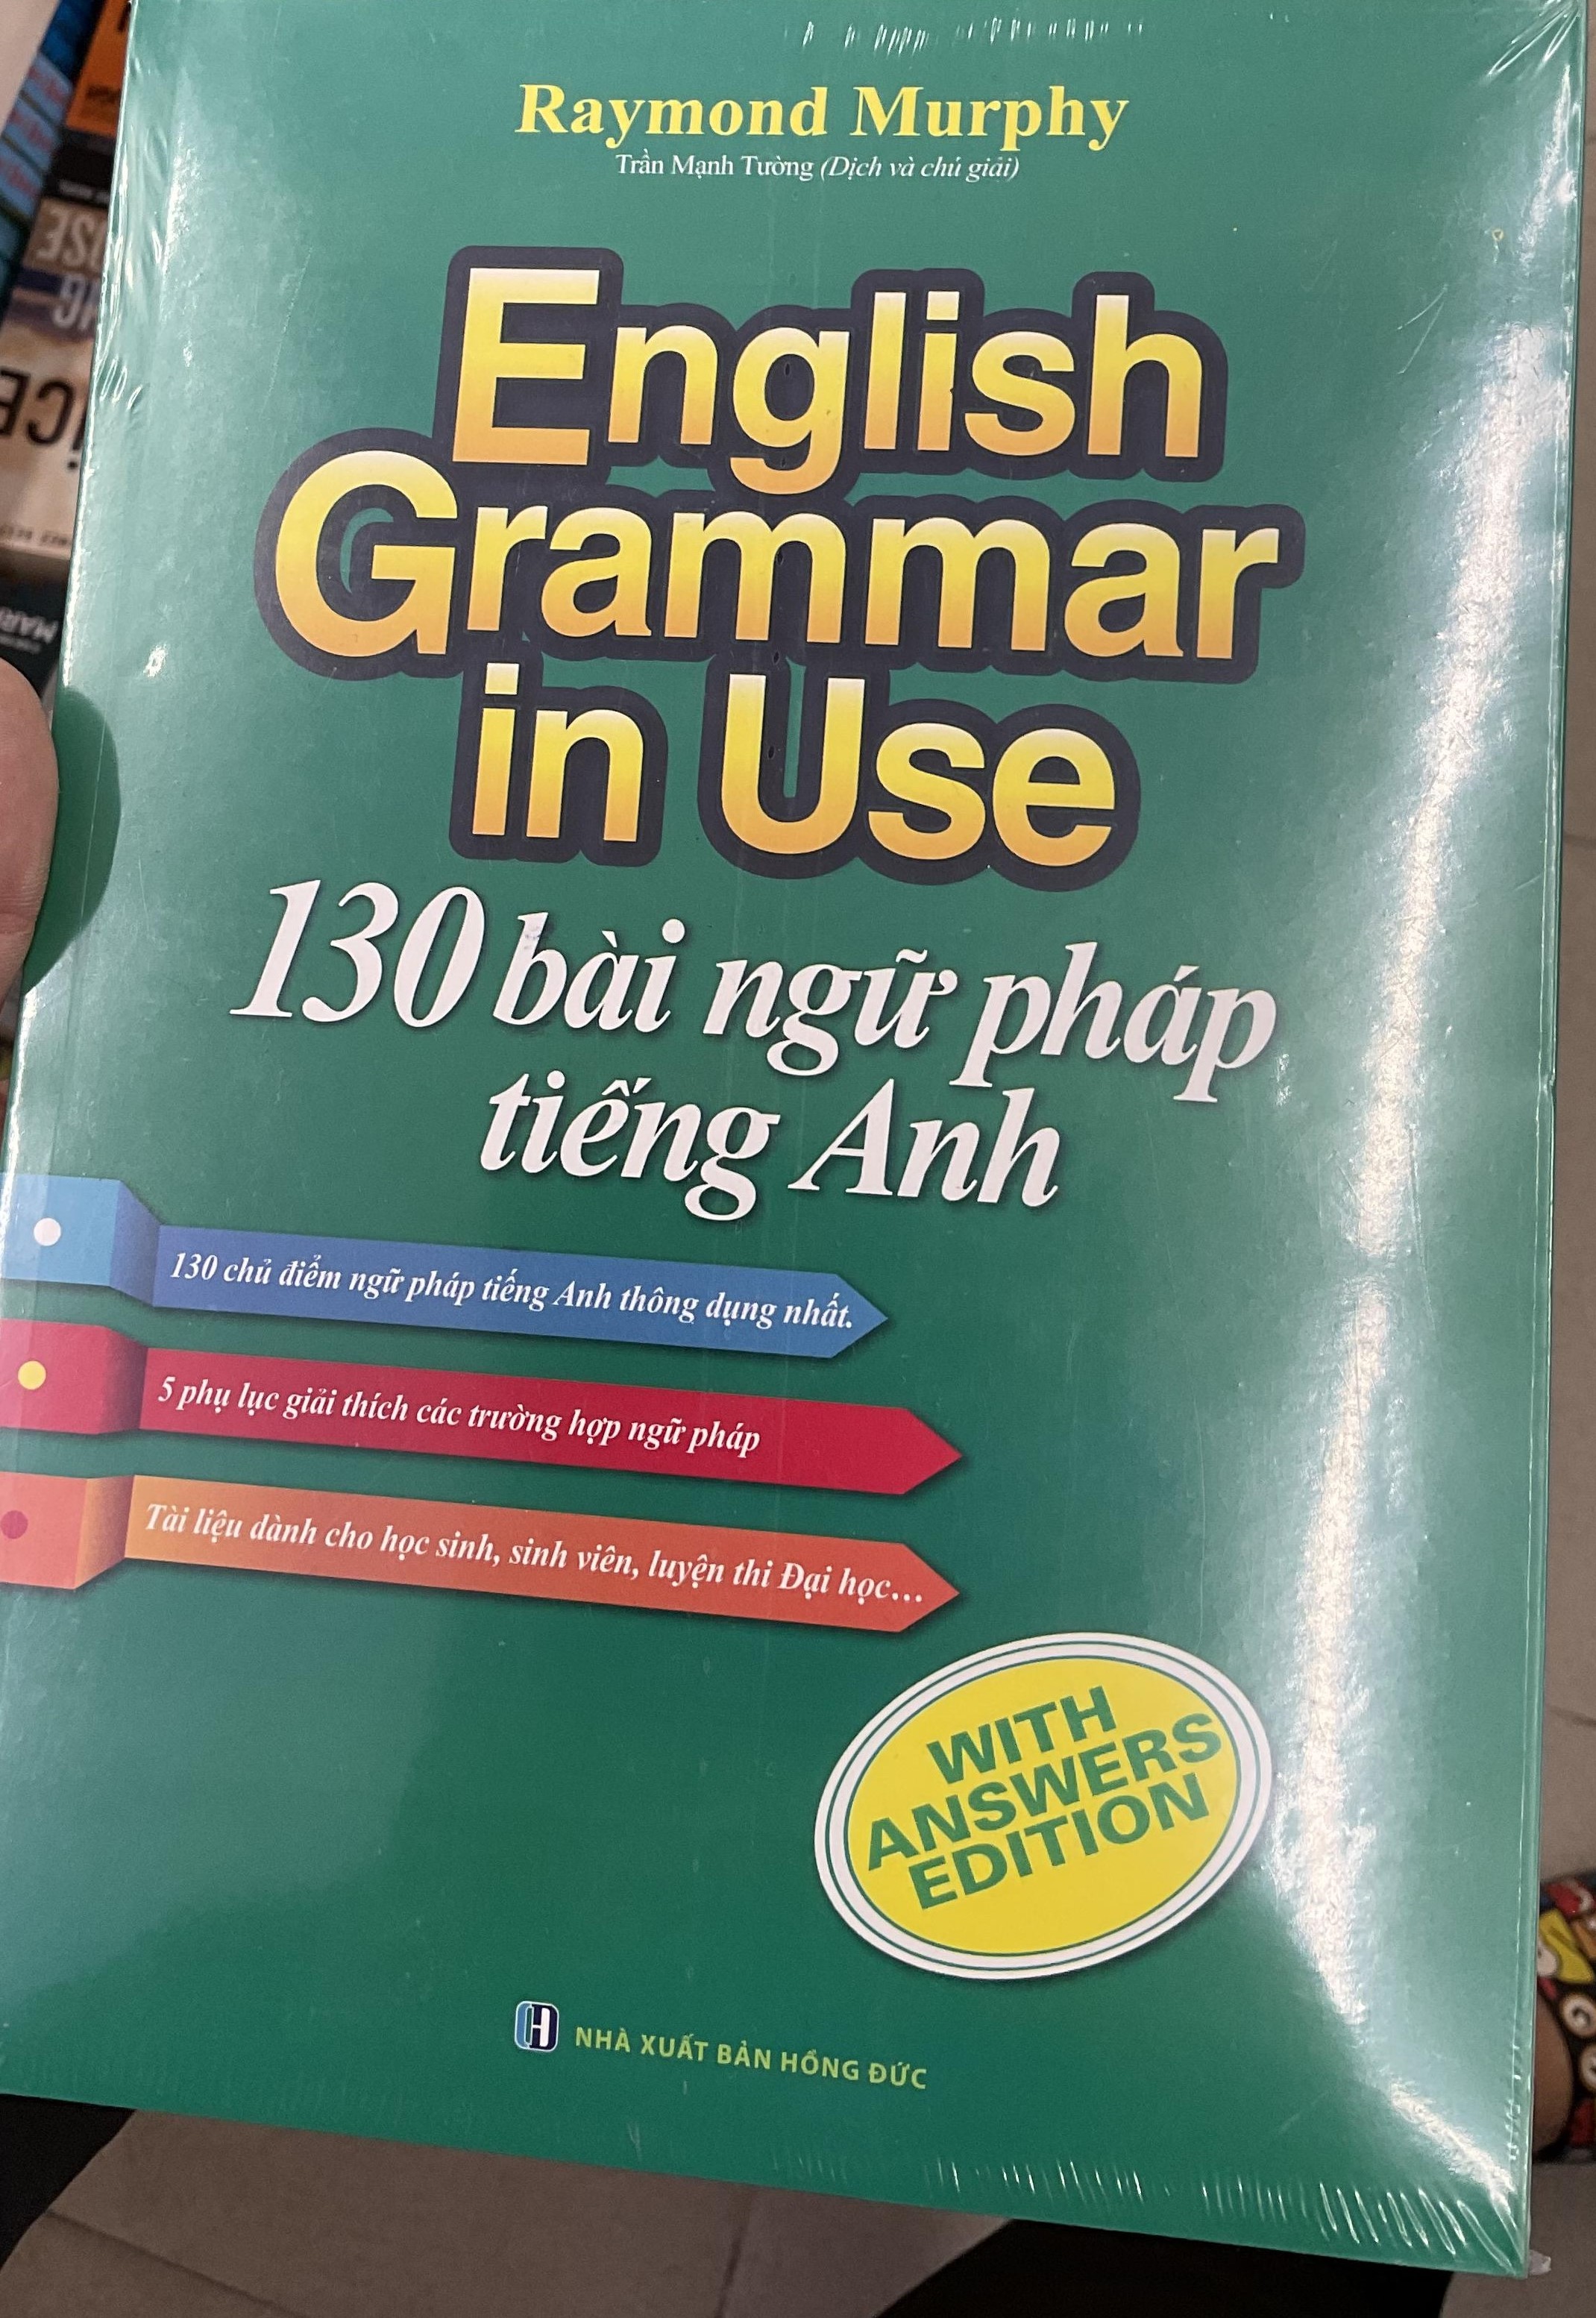 Raymond Murphy
Trần Mạnh Tường (Dịch và chú giải)
English
Grammar
in Use
130 bài ngữ pháp
tiếng Anh
130 chủ điểm ngữ pháp tiếng Anh thông dụng nhất.
5 phụ lục giải thích các trường hợp ngữ pháp
Tài liệu dành cho học sinh, sinh viên, luyện thi Đại học...
WITH
ANSWERS
EDITION
NHÀ XUẤT BẢN HỒNG ĐỨC